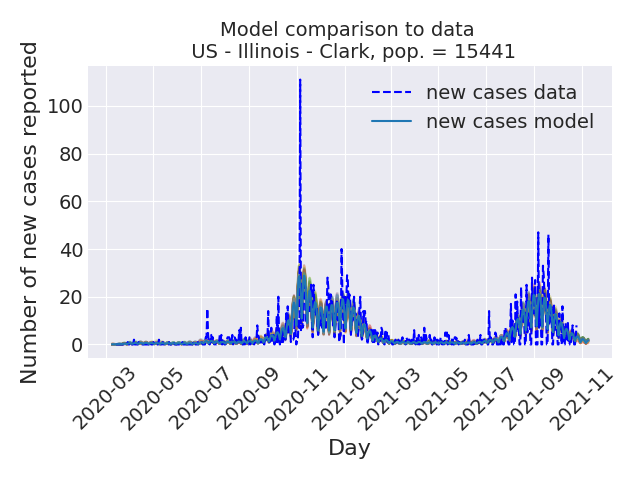 Model comparison to data
US - Illinois - Clark, pop. = 15441
Number of new cases reported
100
80
60
40
20
0
new cases data
new cases model
2020-03
2020-05
2020-07
2020-09
2020-11
2021-01
2021-03
2021-05
2021-07
2021-09
2021-11
Day